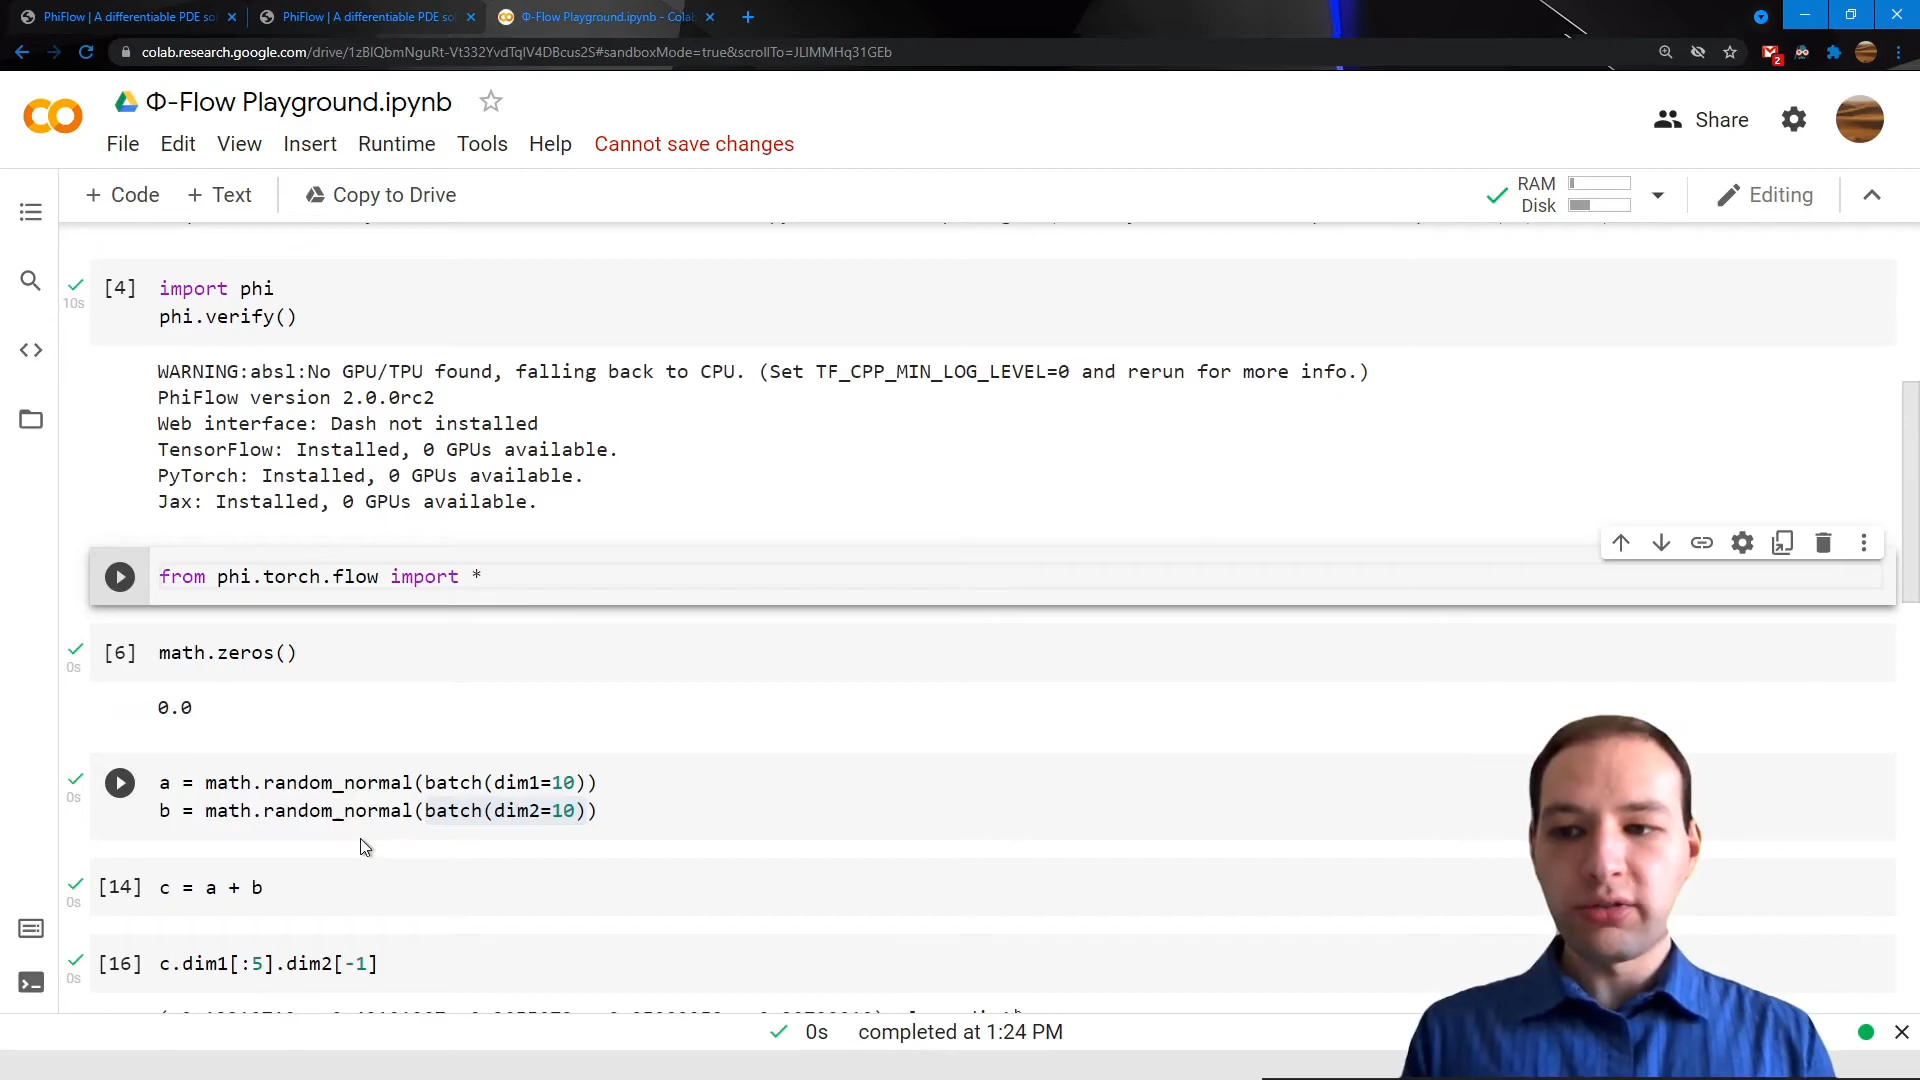 PhiFlow | A differentiable PDE so
PhiFlow | A differentiable PDE so
Φ-Flow Playground.ipynb - Colab
colab.research.google.com/drive/1zBlQbmNguRt-Vt332YvdTqlV4DBcus2S#sandboxMode=true&scrollTo=JLIMMHq31GEb
2
Φ-Flow Playground.ipynb
Share
File Edit View Insert Runtime Tools Help Cannot save changes
+ Code + Text Copy to Drive
RAM
Disk
Editing
[4] import phi
10s
phi.verify()
WARNING:absl:No GPU/TPU found, falling back to CPU. (Set TF_CPP_MIN_LOG_LEVEL=0 and rerun for more info.)
PhiFlow version 2.0.0rc2
Web interface: Dash not installed
TensorFlow: Installed, 0 GPUs available.
PyTorch: Installed, 0 GPUs available.
Jax: Installed, 0 GPUs available.
from phi.torch.flow import *
[6] math.zeros()
0s
0.0
a = math.random_normal(batch(dim1=10))
0s
b = math.random_normal(batch(dim2=10))
[14] c = a + b
0s
[16] c.dim1[:5].dim2[-1]
0s
0s completed at 1:24 PM